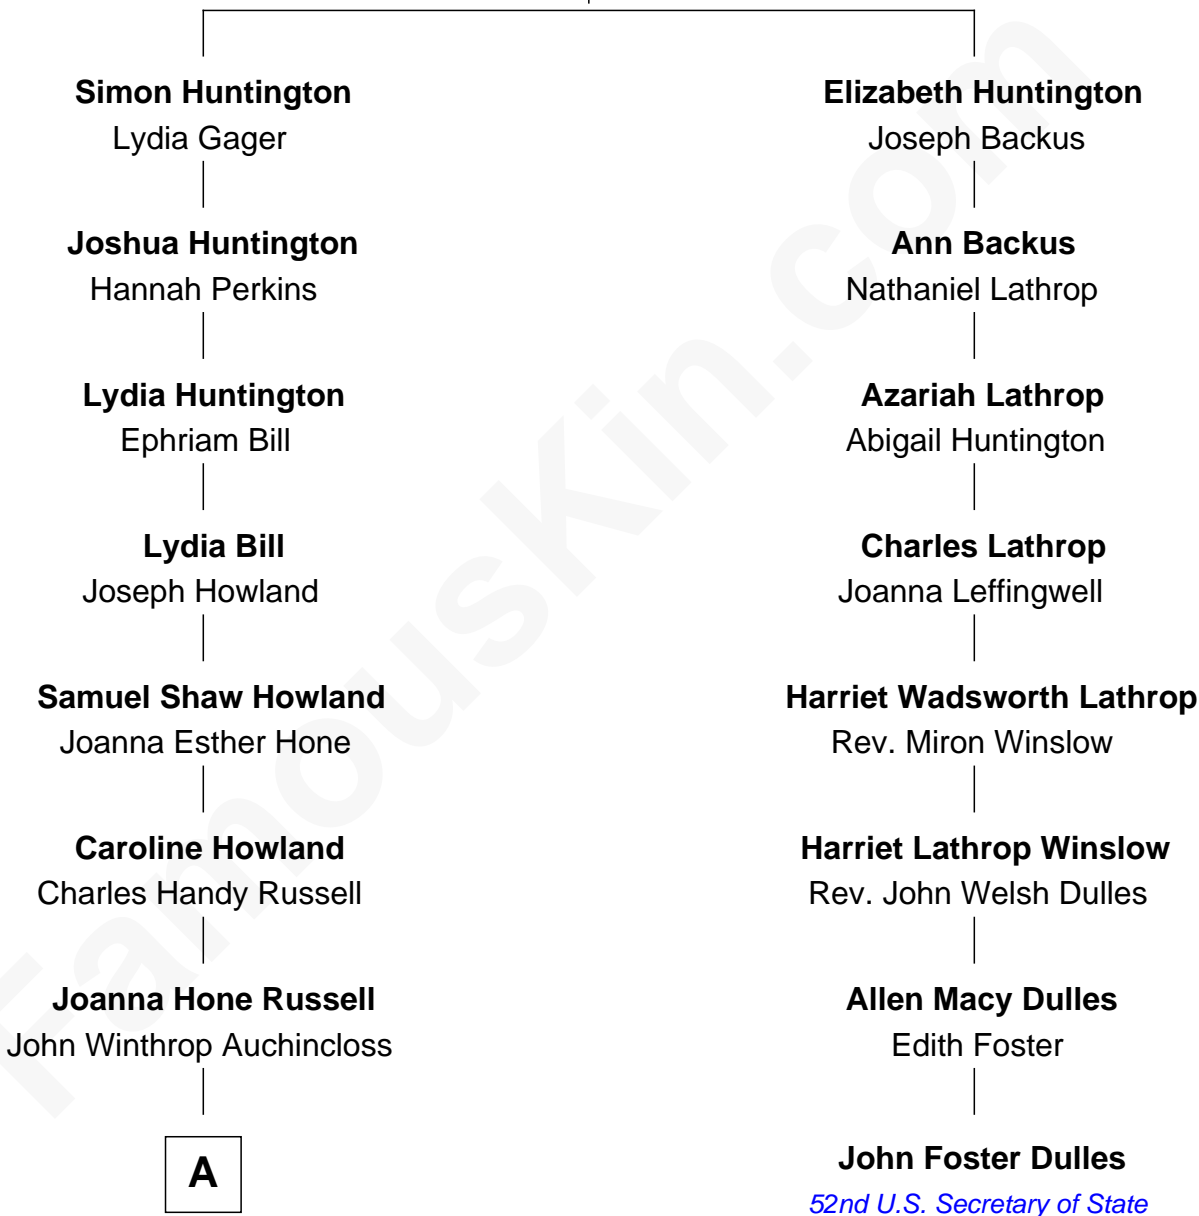 Simon Huntington
Lydia Gager
Joshua Huntington
Hannah Perkins
Lydia Huntington
Ephriam Bill
Lydia Bill
Joseph Howland
Samuel Shaw Howland
Joanna Esther Hone
Caroline Howland
Charles Handy Russell
Joanna Hone Russell
John Winthrop Auchincloss
A
Elizabeth Huntington
Joseph Backus
Ann Backus
Nathaniel Lathrop
Azariah Lathrop
Abigail Huntington
Charles Lathrop
Joanna Leffingwell
Harriet Wadsworth Lathrop
Rev. Miron Winslow
Harriet Lathrop Winslow
Rev. John Welsh Dulles
Allen Macy Dulles
Edith Foster
John Foster Dulles
52nd U.S. Secretary of State
FamousKin.com